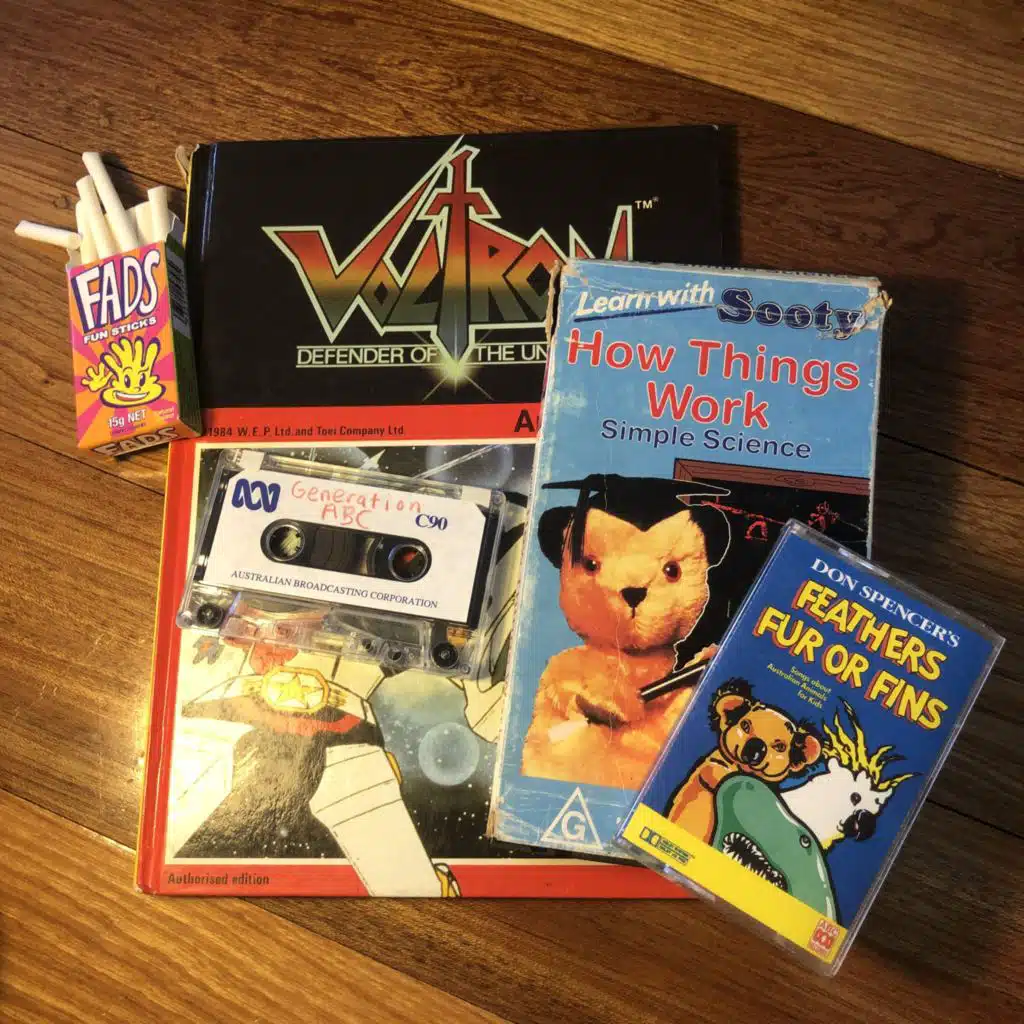 FADS
FUN STICKS
15g NET
FADS
VOLTRON
TM
DEFENDER OF THE UN
1984 W.E.P. Ltd. and Toei Company Ltd.
A
Authorised edition
Generation
ABC
C90
AUSTRALIAN BROADCASTING CORPORATION
Learn with Sooty
How Things
Work
Simple Science
G
DON SPENCER'S
FEATHERS
FUR OR FINS
Songs about
Australian Animals
for Kids
ABC